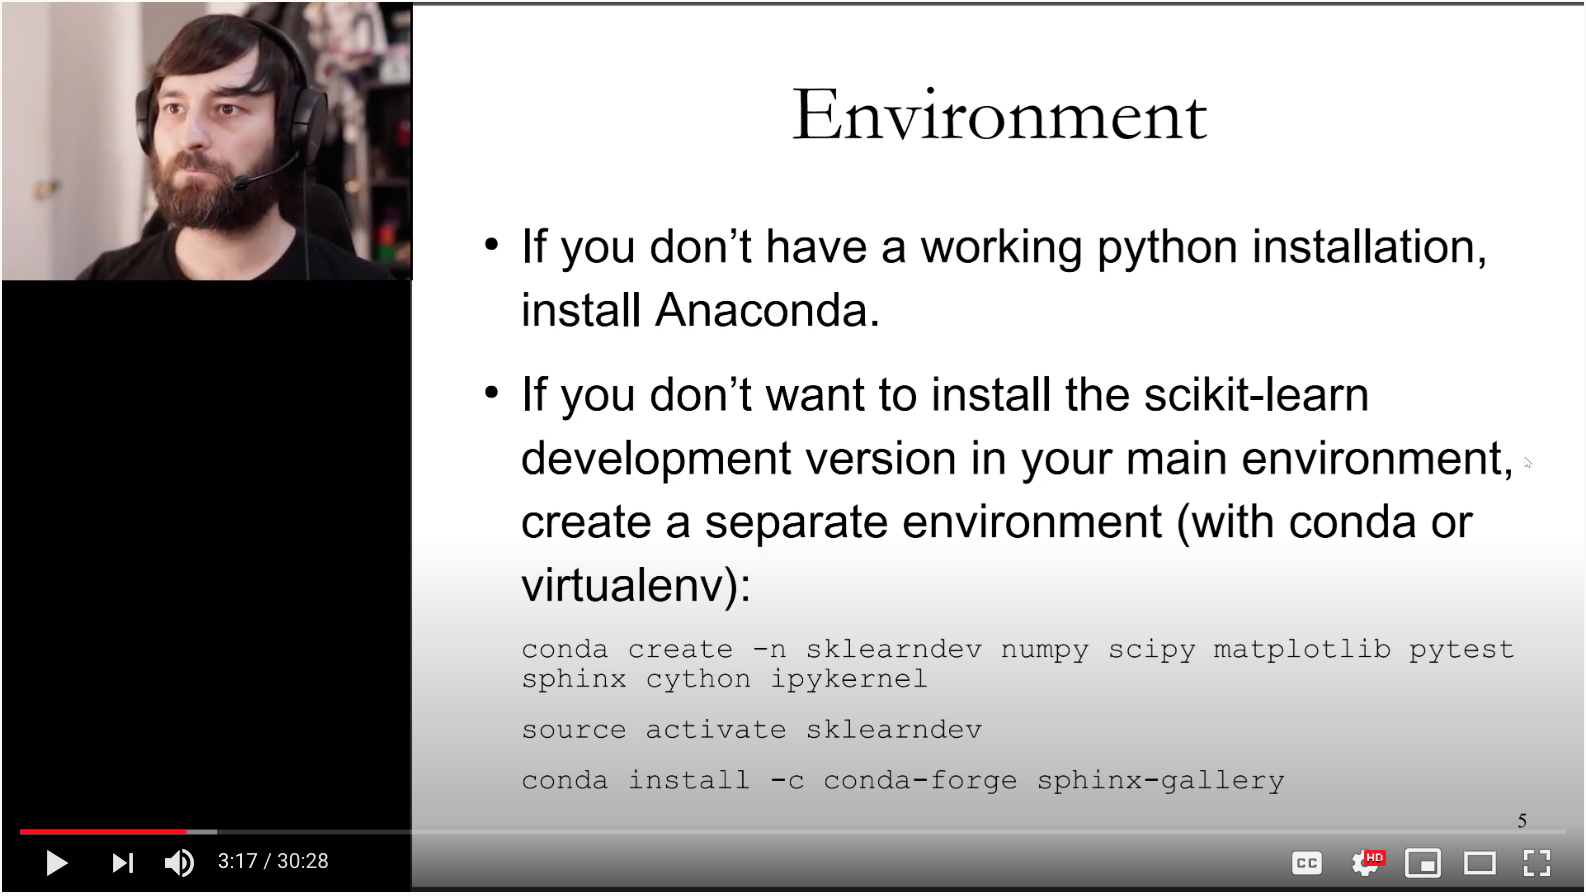 Environment
• If you don’t have a working python installation,
install Anaconda.
• If you don’t want to install the scikit-learn
development version in your main environment,
create a separate environment (with conda or
virtualenv):
conda create -n sklearndev numpy scipy matplotlib pytest
sphinx cython ipykernel
source activate sklearndev
conda install -c conda-forge sphinx-gallery
5
3:17 / 30:28
CC
HD